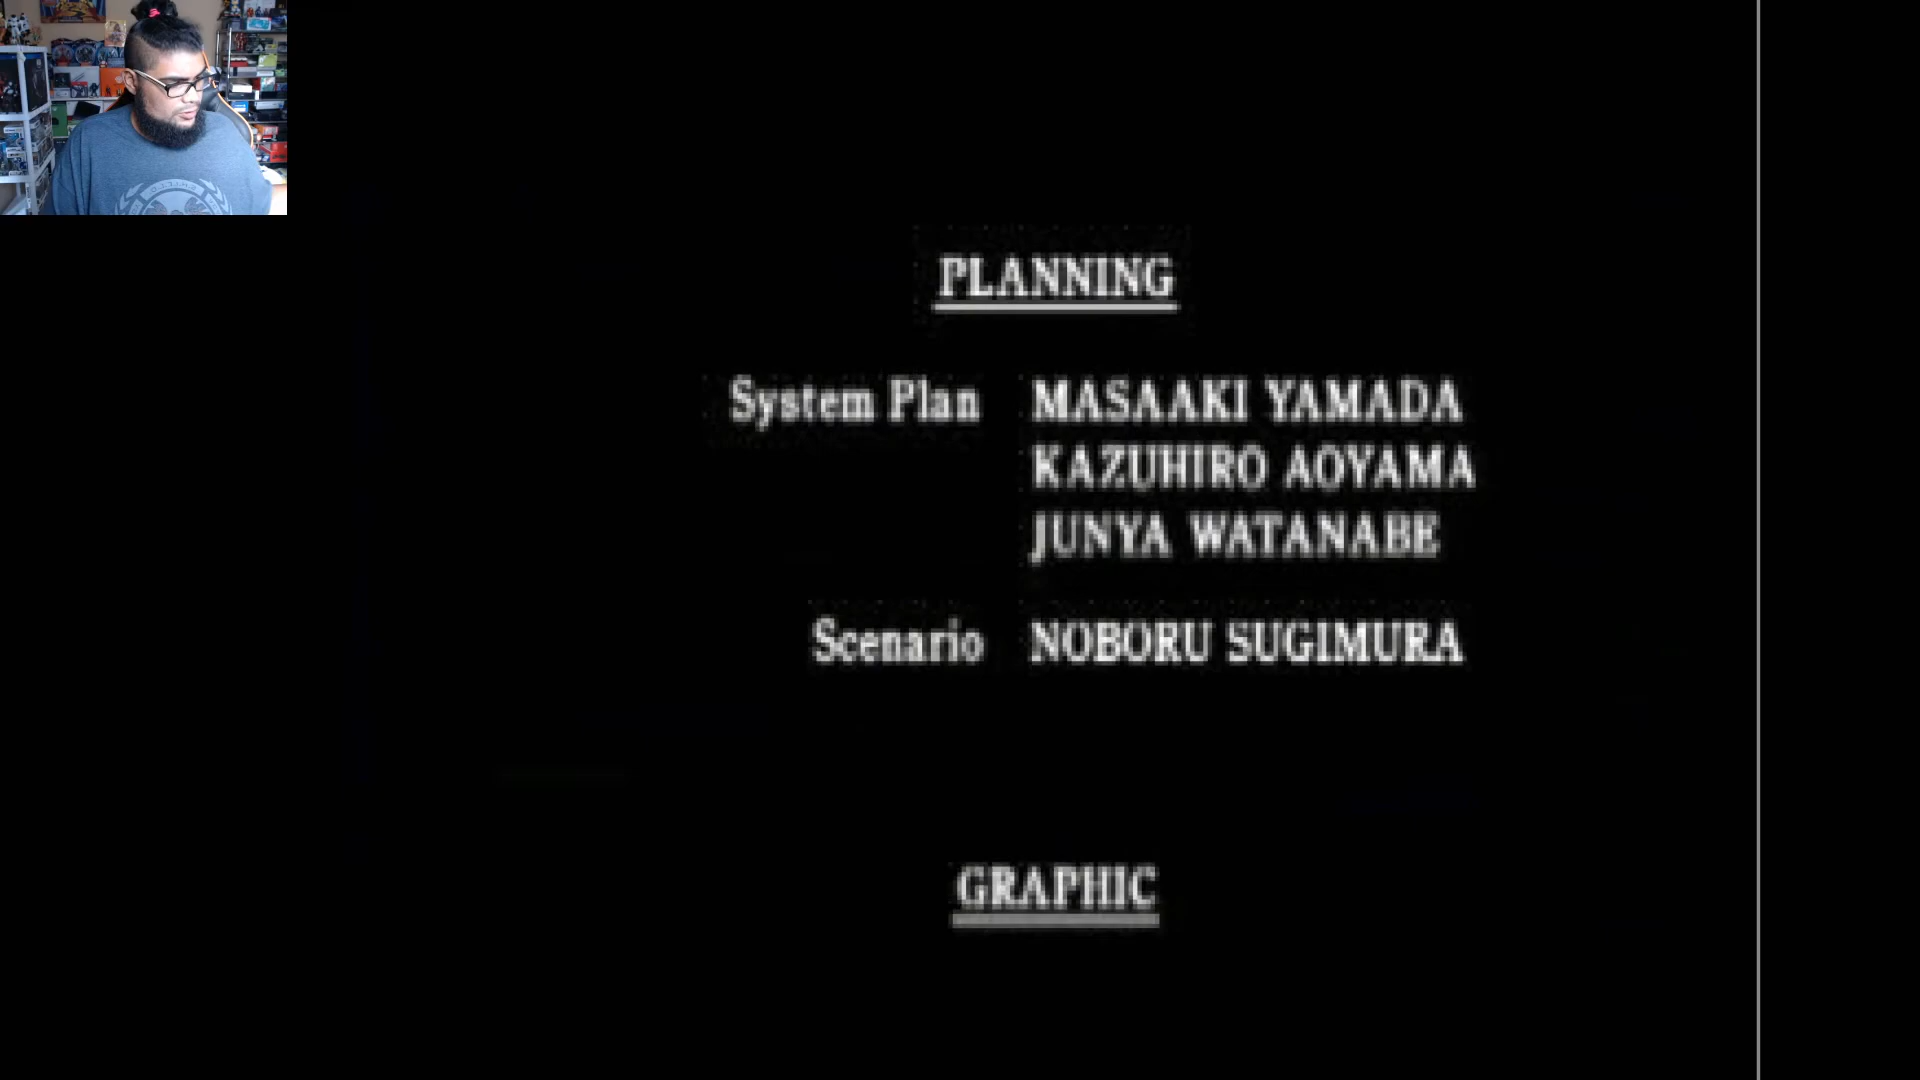 PLANNING
System Plan MASAAKI YAMADA
KAZUHIRO AOYAMA
JUNYA WATANABE
Scenario NOBORU SUGIMURA
GRAPHIC